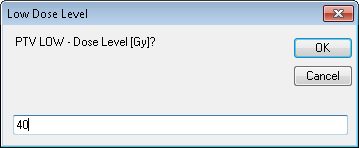 Low Dose Level
PTV LOW - Dose Level [Gy]?
OK
Cancel
40